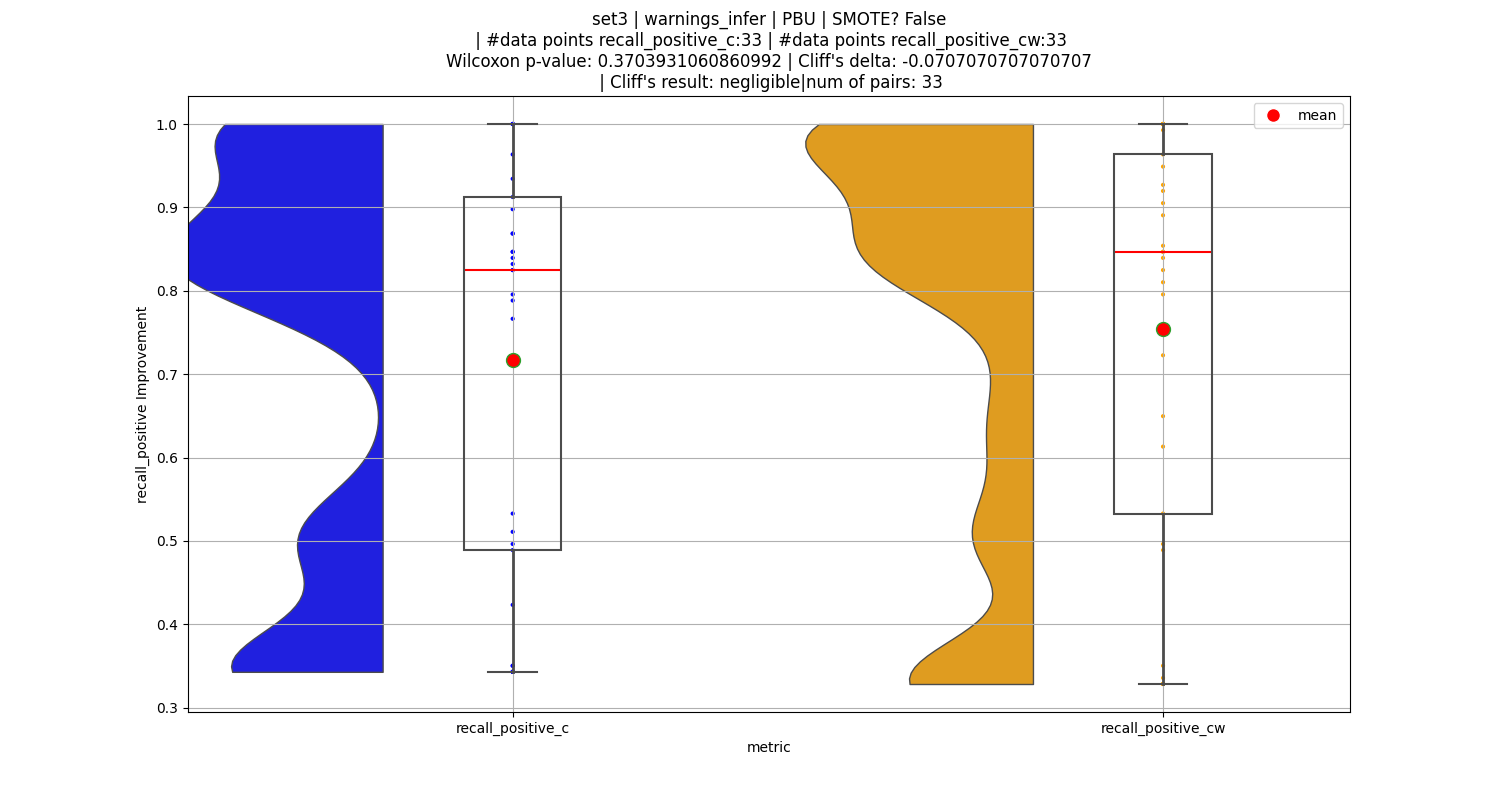 set3 | warnings_infer | PBU | SMOTE? False
| #data points recall_positive_c:33 | #data points recall_positive_cw:33
Wilcoxon p-value: 0.3703931060860992 | Cliff's delta: -0.0707070707070707
| Cliff's result: negligible|num of pairs: 33
mean
1.0
0.9
0.8
0.7
0.6
0.5
0.4
0.3
recall_positive Improvement
recall_positive_c
recall_positive_cw
metric